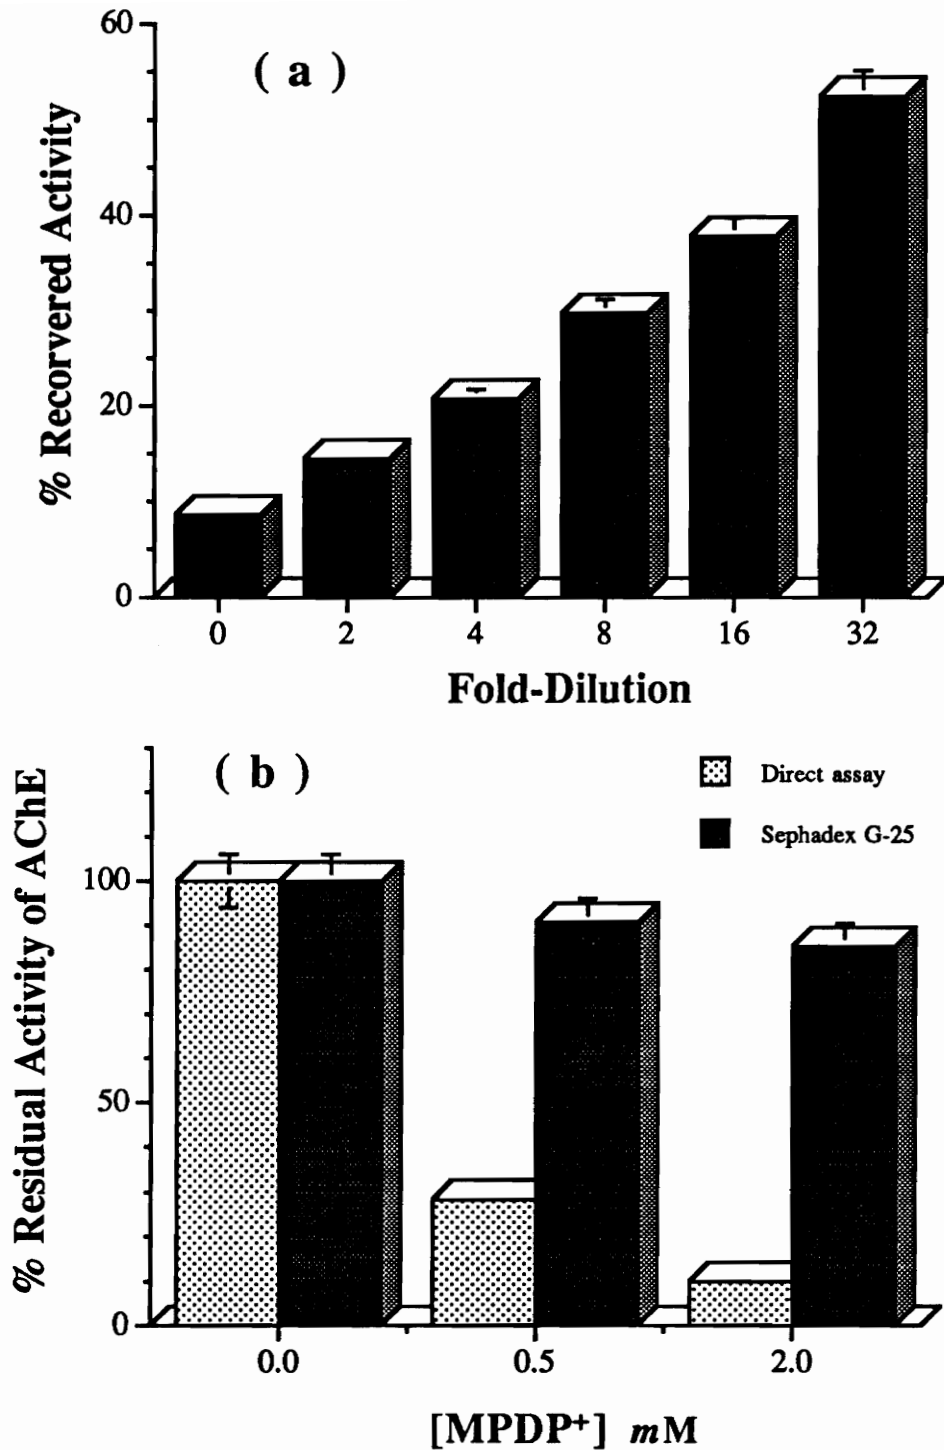 60
( a )
40
20
0
% Recorvered Activity
0 2 4 8 16 32
Fold-Dilution
( b )
Direct assay
Sephadex G-25
100
50
0
% Residual Activity of AChE
0.0 0.5 2.0
[MPDP+] mM